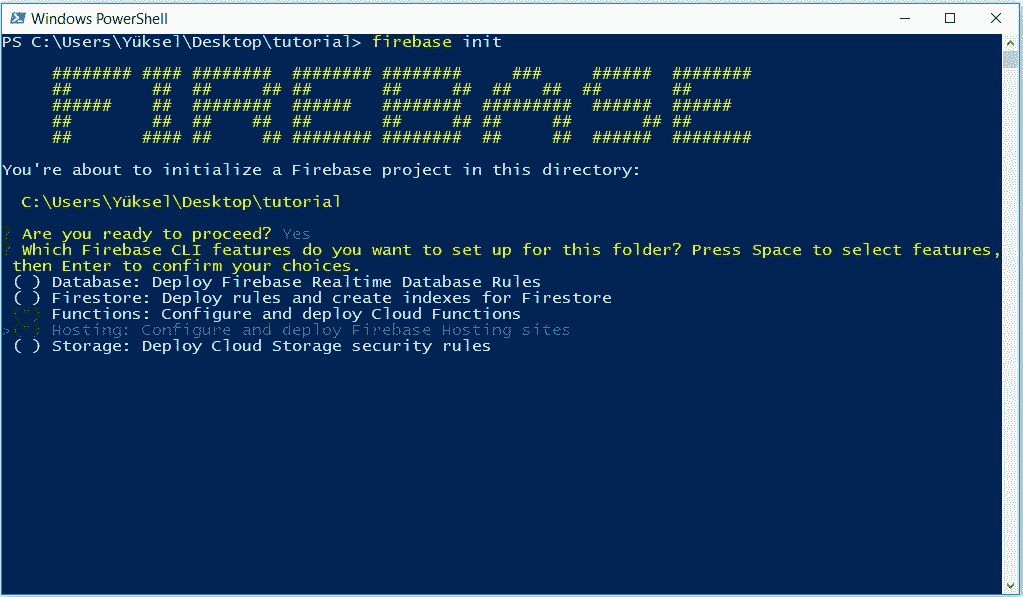 Windows PowerShell
PS C:\Users\Yüksel\Desktop\tutorial> firebase init
######## #### ########  ######## ########     ###     ######  ########
##        ##  ##     ## ##       ##     ##  ##   ##  ##       ##
######    ##  ########  ######   ########  #########  ######  ######
##        ##  ##    ##  ##       ##     ## ##     ##       ## ##
##       #### ##     ## ######## ########  ##     ##  ######  ########
You're about to initialize a Firebase project in this directory:
C:\Users\Yüksel\Desktop\tutorial
? Are you ready to proceed? Yes
? Which Firebase CLI features do you want to set up for this folder? Press Space to select features,
then Enter to confirm your choices.
( ) Database: Deploy Firebase Realtime Database Rules
( ) Firestore: Deploy rules and create indexes for Firestore
(*) Functions: Configure and deploy Cloud Functions
>(*) Hosting: Configure and deploy Firebase Hosting sites
( ) Storage: Deploy Cloud Storage security rules